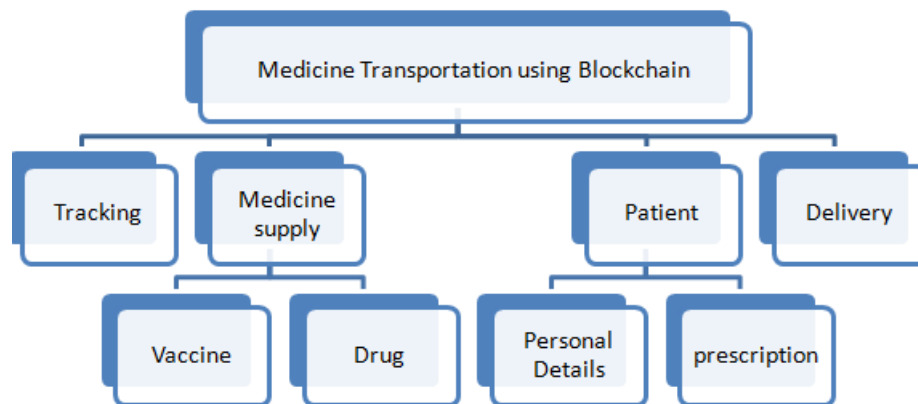 Medicine Transportation using Blockchain
Tracking
Medicine
supply
Patient
Delivery
Vaccine
Drug
Personal
Details
prescription